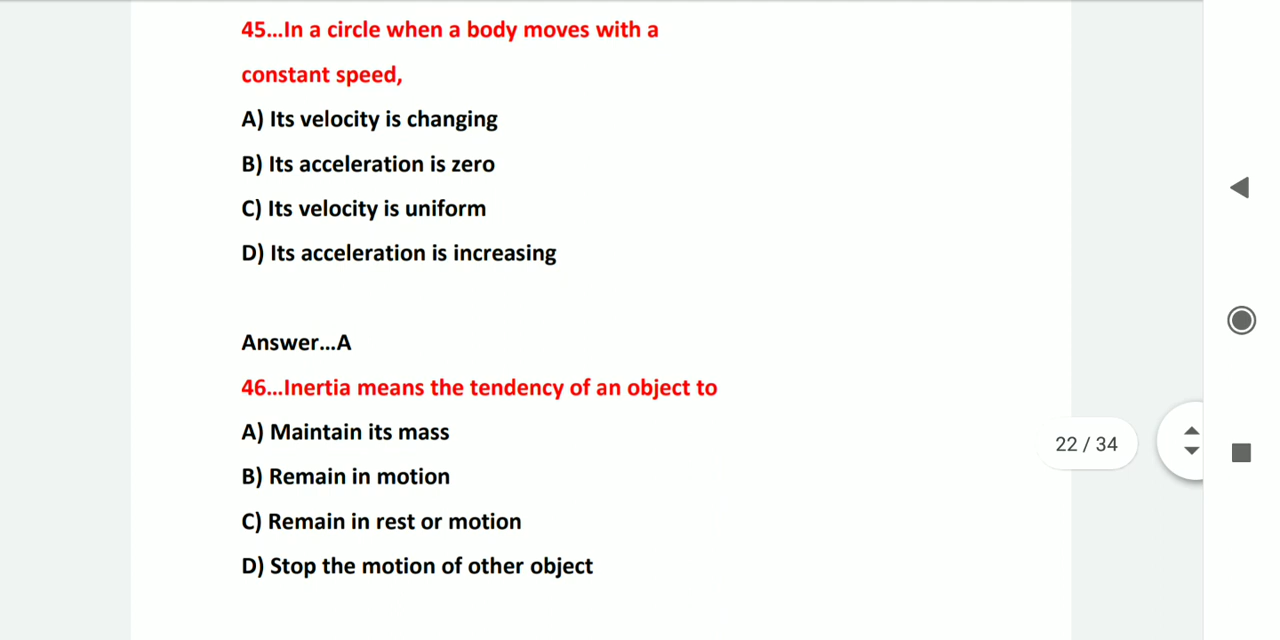 45...In a circle when a body moves with a
constant speed,
A) Its velocity is changing
B) Its acceleration is zero
C) Its velocity is uniform
D) Its acceleration is increasing
Answer...A
46...Inertia means the tendency of an object to
A) Maintain its mass
B) Remain in motion
C) Remain in rest or motion
D) Stop the motion of other object
22 / 34